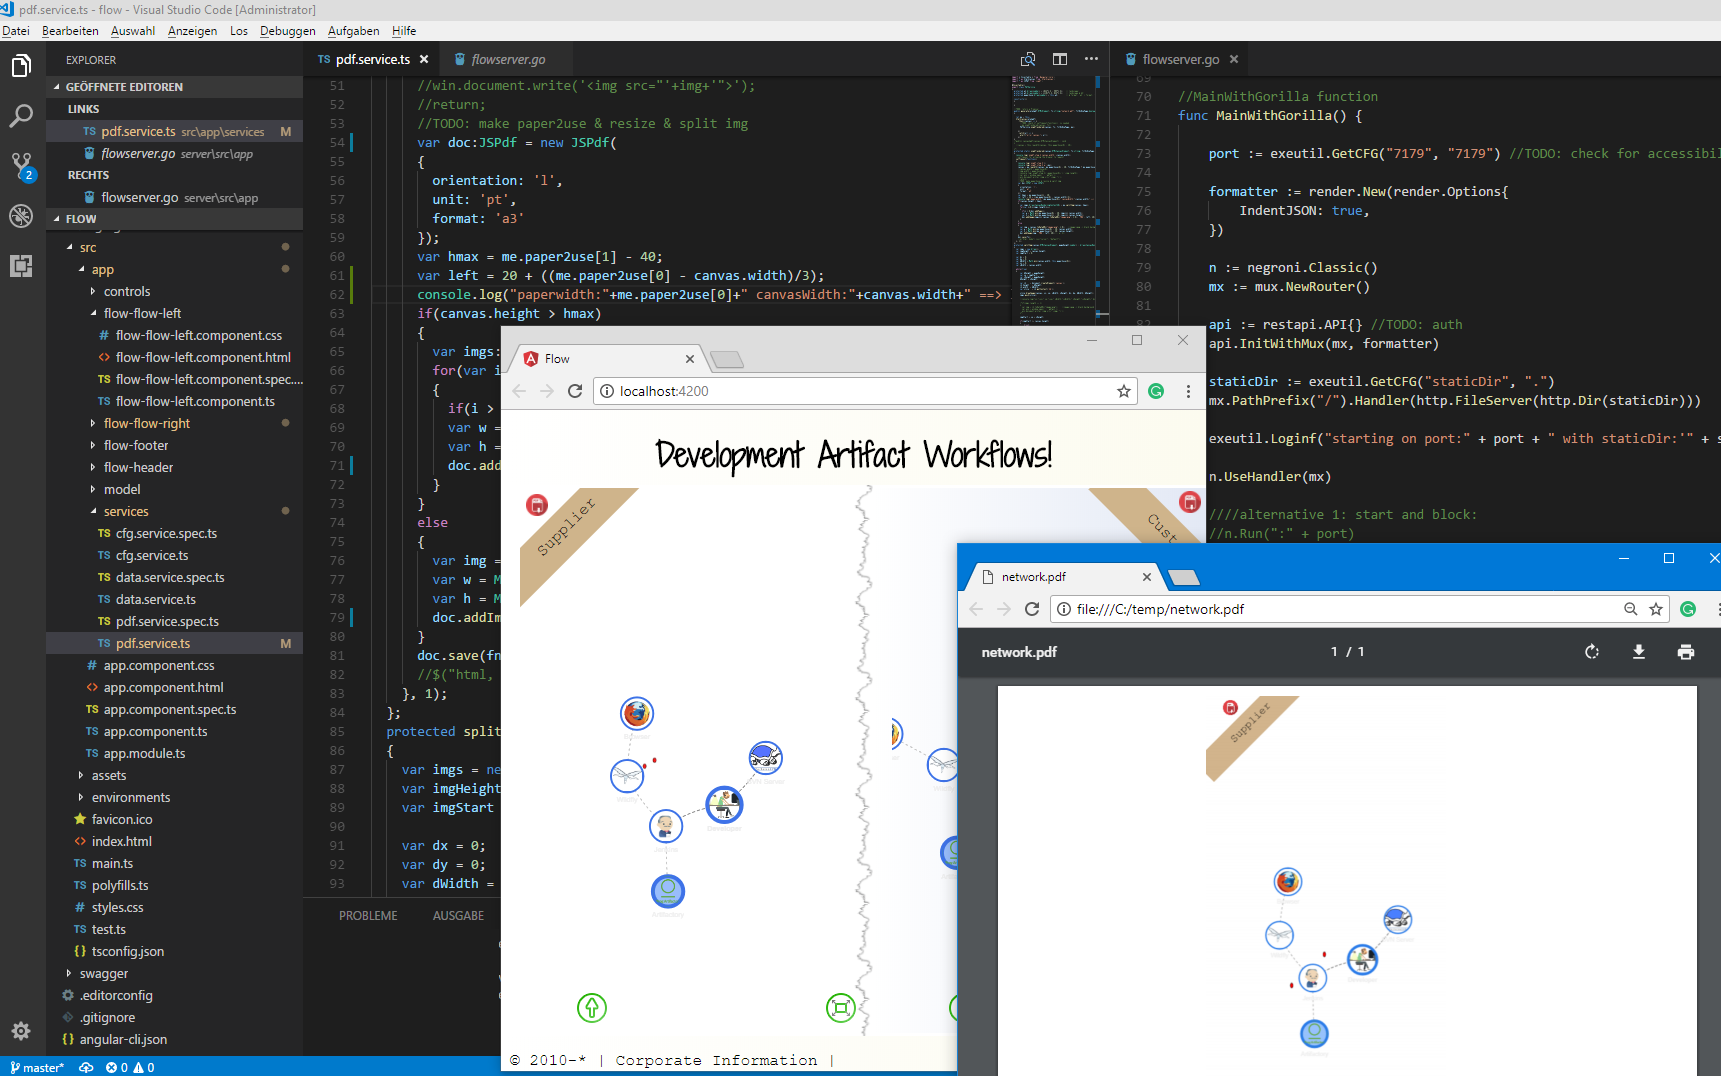 pdf.service.ts - flow - Visual Studio Code [Administrator]
Datei Bearbeiten Auswahl Anzeigen Los Debuggen Aufgaben Hilfe
EXPLORER
GEÖFFNETE EDITOREN
LINKS
TS pdf.service.ts src\app\services M
flowserver.go server\src\app
2
RECHTS
flowserver.go server\src\app
FLOW
src
app
controls
flow-flow-left
# flow-flow-left.component.css
<> flow-flow-left.component.html
TS flow-flow-left.component.spec....
TS flow-flow-left.component.ts
flow-flow-right
flow-footer
flow-header
model
services
TS cfg.service.spec.ts
TS cfg.service.ts
TS data.service.spec.ts
TS data.service.ts
TS pdf.service.spec.ts
TS pdf.service.ts M
# app.component.css
<> app.component.html
TS app.component.spec.ts
TS app.component.ts
TS app.module.ts
assets
environments
favicon.ico
<> index.html
TS main.ts
TS polyfills.ts
# styles.css
TS test.ts
{} tsconfig.json
swagger
.editorconfig
.gitignore
{} angular-cli.json
master* 0 0
TS pdf.service.ts × flowserver.go
51 //win.document.write('<img src="'+img+'">');
52 //return;
53 //TODO: make paper2use & resize & split img
54 var doc:JSPdf = new JSPdf(
55 {
56 orientation: 'l',
57 unit: 'pt',
58 format: 'a3'
59 });
60 var hmax = me.paper2use[1] - 40;
61 var left = 20 + ((me.paper2use[0] - canvas.width)/3);
62 console.log("paperwidth:"+me.paper2use[0]+" canvasWidth:"+canvas.width+" ==>
63 if(canvas.height > hmax)
64 {
65 var imgs:
66 for(var i
67 {
68 if(i >
69 var w =
70 var h =
71 doc.add
72 }
73 }
74 else
75 {
76 var img =
77 var w = M
78 var h = M
79 doc.addIm
80 }
81 doc.save(fn
82 //$("html,
83 }, 1);
84 };
85 protected split
86 {
87 var imgs = ne
88 var imgHeight
89 var imgStart
90
91 var dx = 0;
92 var dy = 0;
93 var dWidth =
PROBLEME AUSGABE
flowserver.go ×
69
70 //MainWithGorilla function
71 func MainWithGorilla() {
72
73 port := exeutil.GetCFG("7179", "7179") //TODO: check for accessibil
74
75 formatter := render.New(render.Options{
76 IndentJSON: true,
77 })
78
79 n := negroni.Classic()
80 mx := mux.NewRouter()
81
82
api := restapi.API{} //TODO: auth
api.InitWithMux(mx, formatter)
staticDir := exeutil.GetCFG("staticDir", ".")
mx.PathPrefix("/").Handler(http.FileServer(http.Dir(staticDir)))
exeutil.Loginf("starting on port:" + port + " with staticDir:'" + s
n.UseHandler(mx)
////alternative 1: start and block:
//n.Run(":" + port)
Flow
localhost:4200
Development Artifact Workflows!
Supplier
Cust
Developer
© 2010-* | Corporate Information |
network.pdf
file:///C:/temp/network.pdf
network.pdf 1 / 1
Supplier